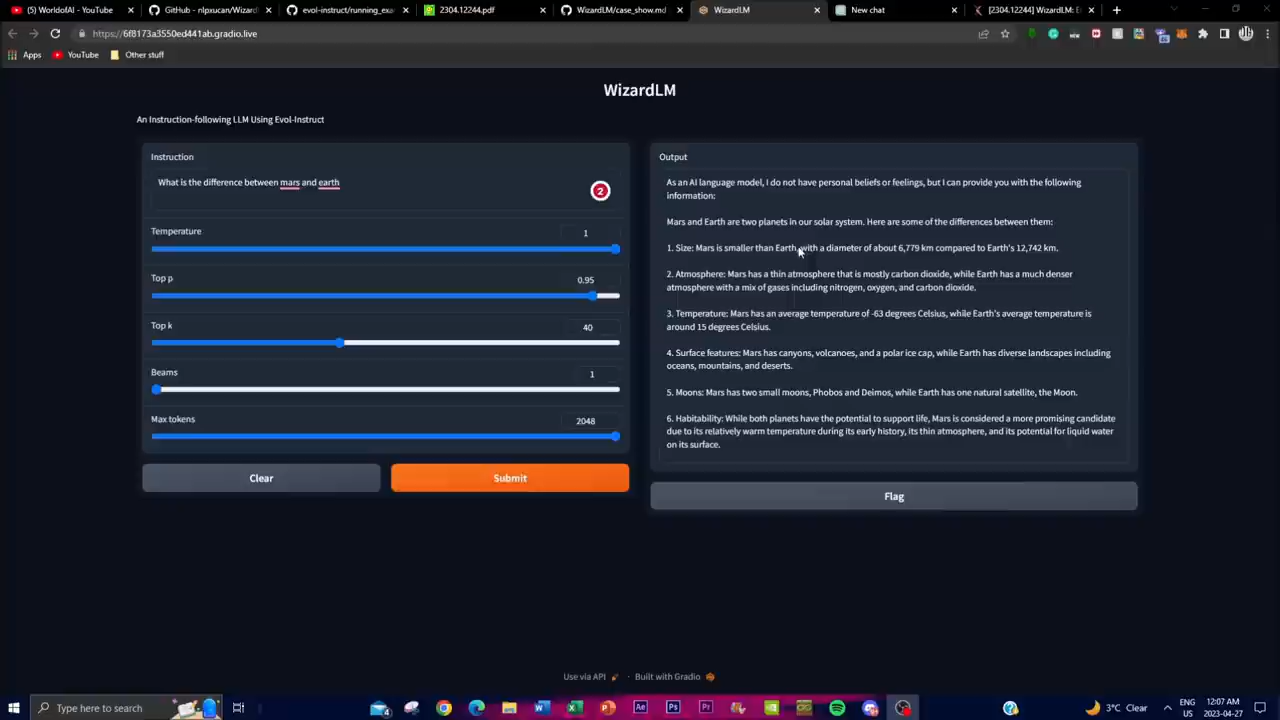 (5) WorldofAI - YouTube
GitHub - nlpxucan/Wizard
evol-instruct/running_exa
2304.12244.pdf
WizardLM/case_show.md
WizardLM
New chat
[2304.12244] WizardLM: E
https://6f8173a3550ed441ab.gradio.live
Apps
YouTube
Other stuff
WizardLM
An Instruction-following LLM Using Evol-Instruct
Instruction
What is the difference between mars and earth
2
Temperature
1
Top p
0.95
Top k
40
Beams
1
Max tokens
2048
Clear
Submit
Output
As an AI language model, I do not have personal beliefs or feelings, but I can provide you with the following
information:
Mars and Earth are two planets in our solar system. Here are some of the differences between them:
1. Size: Mars is smaller than Earth, with a diameter of about 6,779 km compared to Earth's 12,742 km.
2. Atmosphere: Mars has a thin atmosphere that is mostly carbon dioxide, while Earth has a much denser
atmosphere with a mix of gases including nitrogen, oxygen, and carbon dioxide.
3. Temperature: Mars has an average temperature of -63 degrees Celsius, while Earth's average temperature is
around 15 degrees Celsius.
4. Surface features: Mars has canyons, volcanoes, and a polar ice cap, while Earth has diverse landscapes including
oceans, mountains, and deserts.
5. Moons: Mars has two small moons, Phobos and Deimos, while Earth has one natural satellite, the Moon.
6. Habitability: While both planets have the potential to support life, Mars is considered a more promising candidate
due to its relatively warm temperature during its early history, its thin atmosphere, and its potential for liquid water
on its surface.
Flag
Use via API · Built with Gradio
Type here to search
3°C Clear
ENG
US
12:07 AM
2023-04-27